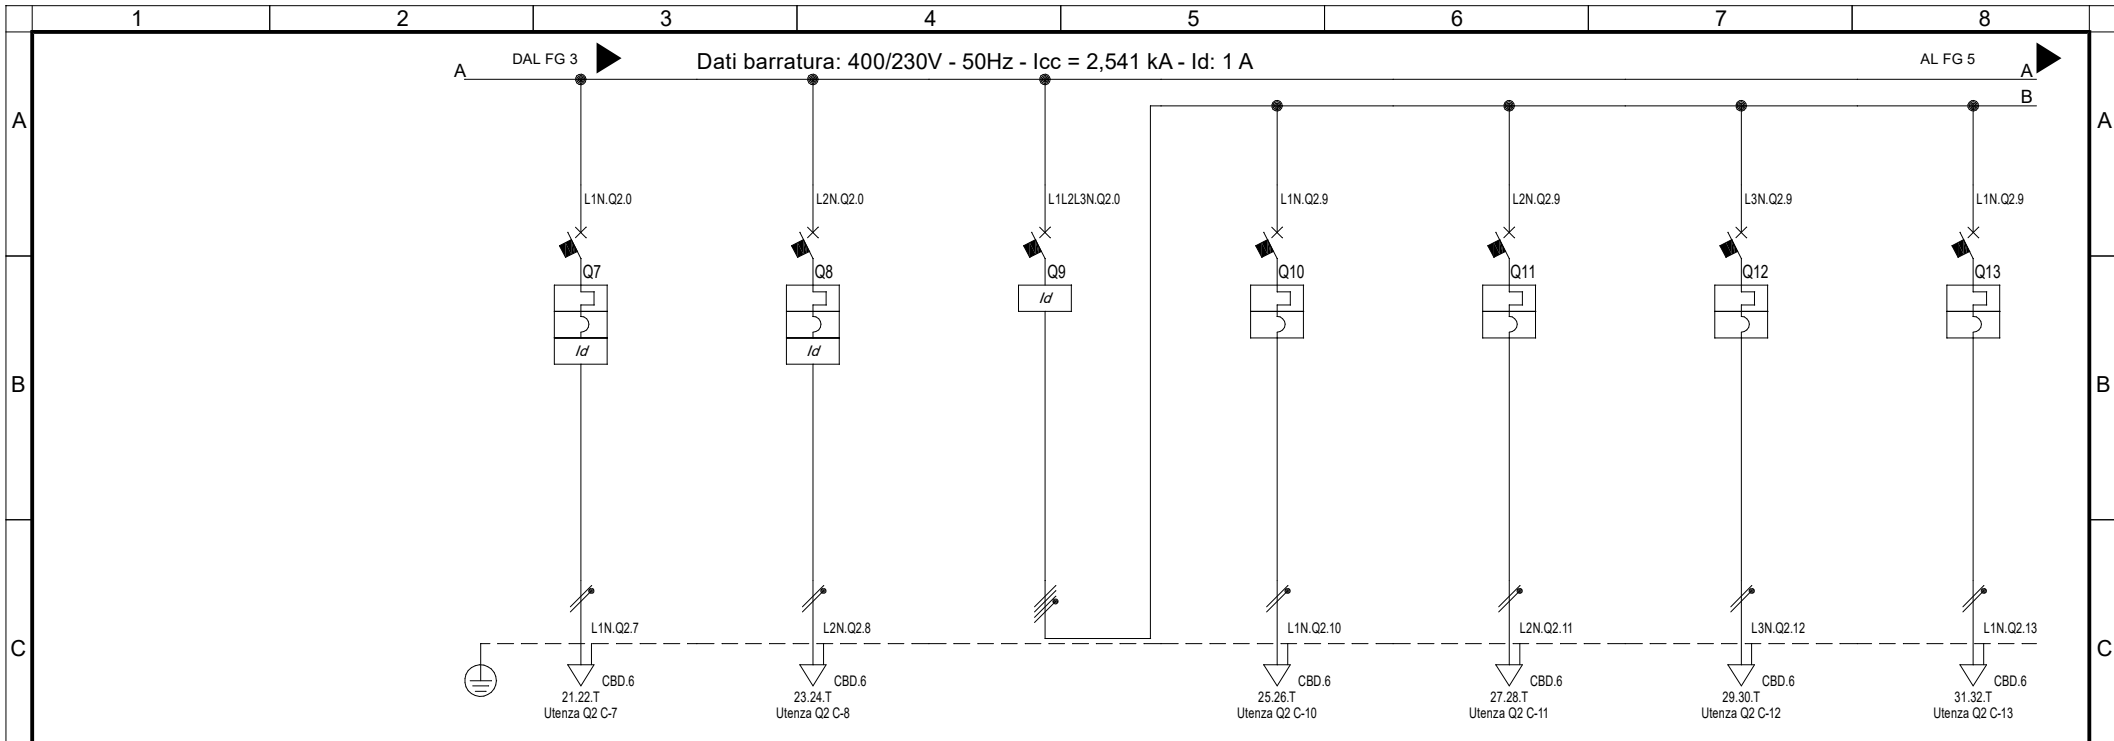 1 2 3 4 5 6 7 8
DAL FG 3 Dati barratura: 400/230V - 50Hz - Icc = 2,541 kA - Id: 1 A AL FG 5
A A
B
A A
L1N.Q2.0 L2N.Q2.0 L1L2L3N.Q2.0 L1N.Q2.9 L2N.Q2.9 L3N.Q2.9 L1N.Q2.9
Q7 Q8 Q9 Q10 Q11 Q12 Q13
Id
Id Id
B B
L1N.Q2.7 L2N.Q2.8 L1N.Q2.10 L2N.Q2.11 L3N.Q2.12 L1N.Q2.13
C C
CBD.6 CBD.6 CBD.6 CBD.6 CBD.6 CBD.6
21.22.T 23.24.T 25.26.T 27.28.T 29.30.T 31.32.T
Utenza Q2 C-7 Utenza Q2 C-8 Utenza Q2 C-10 Utenza Q2 C-11 Utenza Q2 C-12 Utenza Q2 C-13